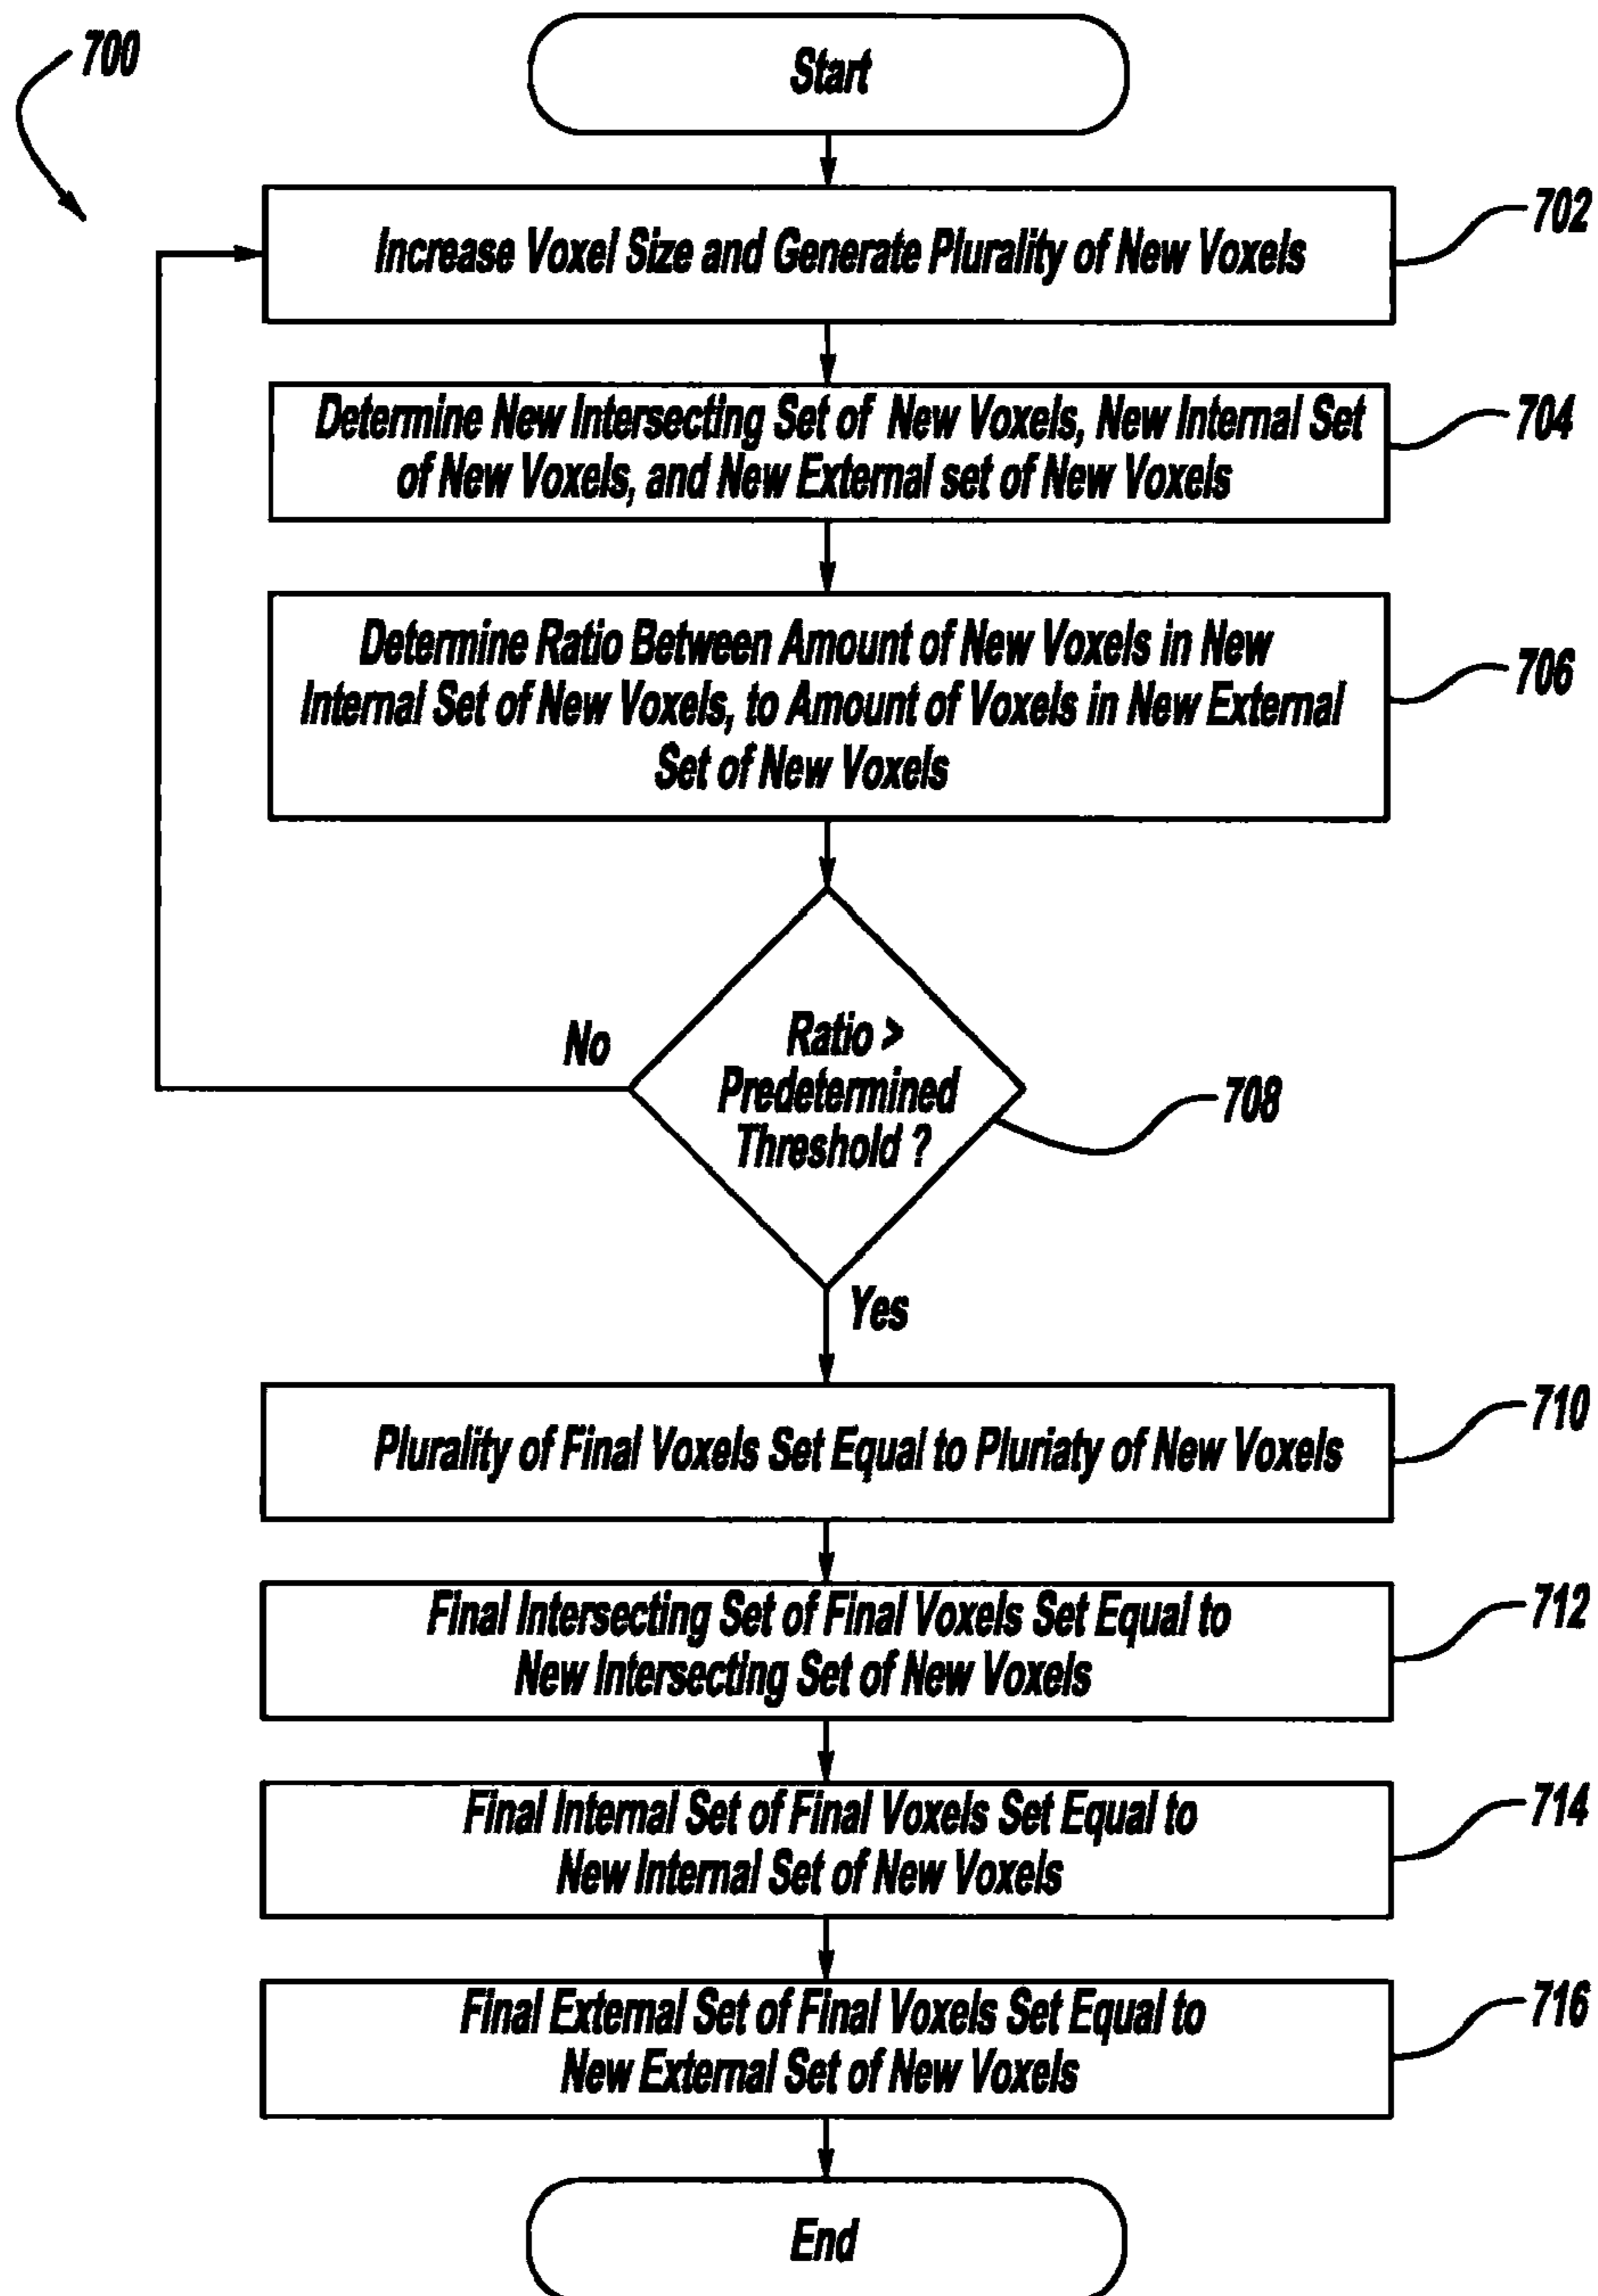 700
Start
Increase Voxel Size and Generate Plurality of New Voxels
702
Determine New Intersecting Set of New Voxels, New Internal Set
of New Voxels, and New External set of New Voxels
704
Determine Ratio Between Amount of New Voxels in New
Internal Set of New Voxels, to Amount of Voxels in New External
Set of New Voxels
706
Ratio >
Predetermined
Threshold ?
708
No
Yes
Plurality of Final Voxels Set Equal to Pluriaty of New Voxels
710
Final Intersecting Set of Final Voxels Set Equal to
New Intersecting Set of New Voxels
712
Final Internal Set of Final Voxels Set Equal to
New Internal Set of New Voxels
714
Final External Set of Final Voxels Set Equal to
New External Set of New Voxels
716
End